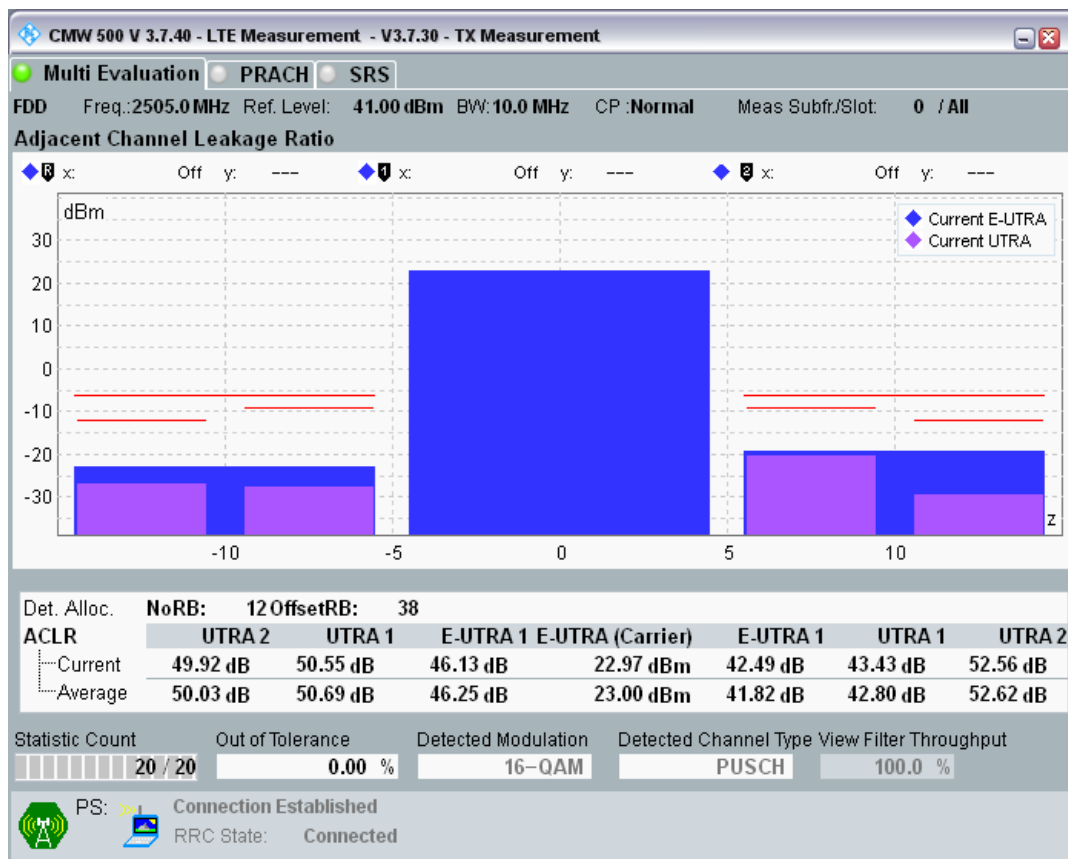 CMW 500 V 3.7.40 - LTE Measurement - V3.7.30 - TX Measurement
Multi Evaluation PRACH SRS
FDD Freq.:2505.0 MHz Ref. Level: 41.00 dBm BW: 10.0 MHz CP :Normal Meas Subfr./Slot: 0 / All
Adjacent Channel Leakage Ratio
R x: Off y: --- 1 x: Off y: --- 2 x: Off y: ---
dBm
Current E-UTRA
Current UTRA
30
20
10
0
-10
-20
-30
z
-10 -5 0 5 10
Det. Alloc. NoRB: 12 OffsetRB: 38
ACLR UTRA 2 UTRA 1 E-UTRA 1 E-UTRA (Carrier) E-UTRA 1 UTRA 1 UTRA 2
Current 49.92 dB 50.55 dB 46.13 dB 22.97 dBm 42.49 dB 43.43 dB 52.56 dB
Average 50.03 dB 50.69 dB 46.25 dB 23.00 dBm 41.82 dB 42.80 dB 52.62 dB
Statistic Count Out of Tolerance Detected Modulation Detected Channel Type View Filter Throughput
20 / 20 0.00 % 16-QAM PUSCH 100.0 %
PS: Connection Established
RRC State: Connected